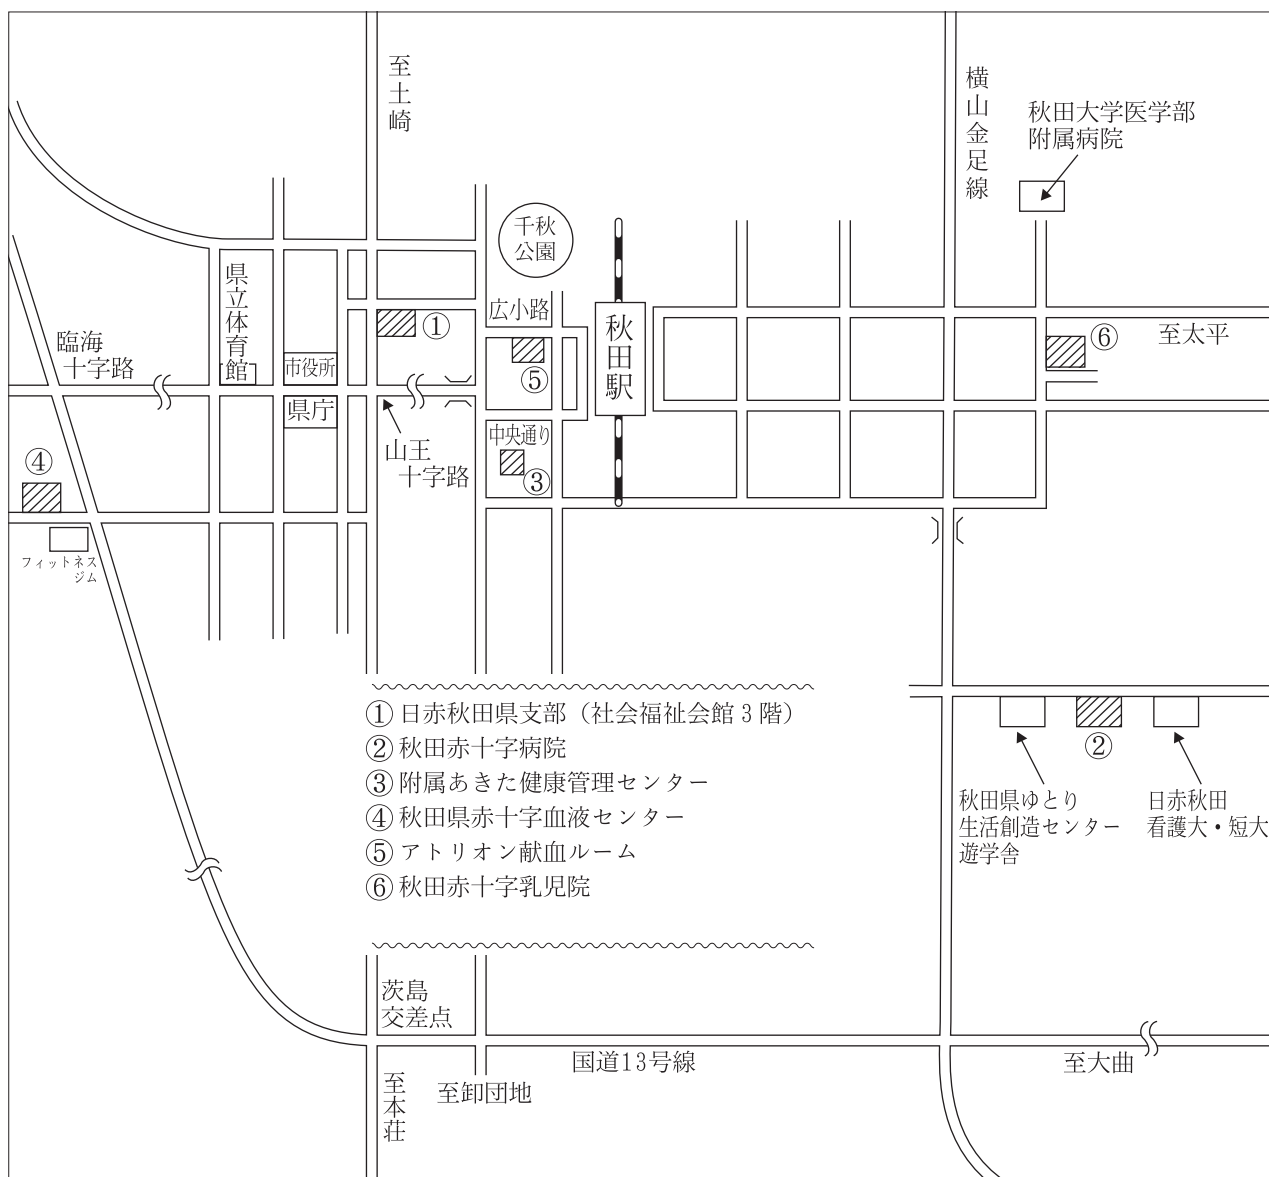 至土崎
横山金足線
秋田大学医学部
附属病院
千秋
公園
県立体育館
広小路
①
秋田駅
⑥
至太平
臨海
十字路
市役所
⑤
県庁
中央通り
山王
十字路
④
③
フィットネス
ジム
①日赤秋田県支部（社会福祉会館3階）
②秋田赤十字病院
③附属あきた健康管理センター
④秋田県赤十字血液センター
⑤アトリオン献血ルーム
⑥秋田赤十字乳児院
②
秋田県ゆとり
生活創造センター
遊学舎
日赤秋田
看護大・短大
茨島
交差点
国道13号線
至大曲
至卸団地
至本荘